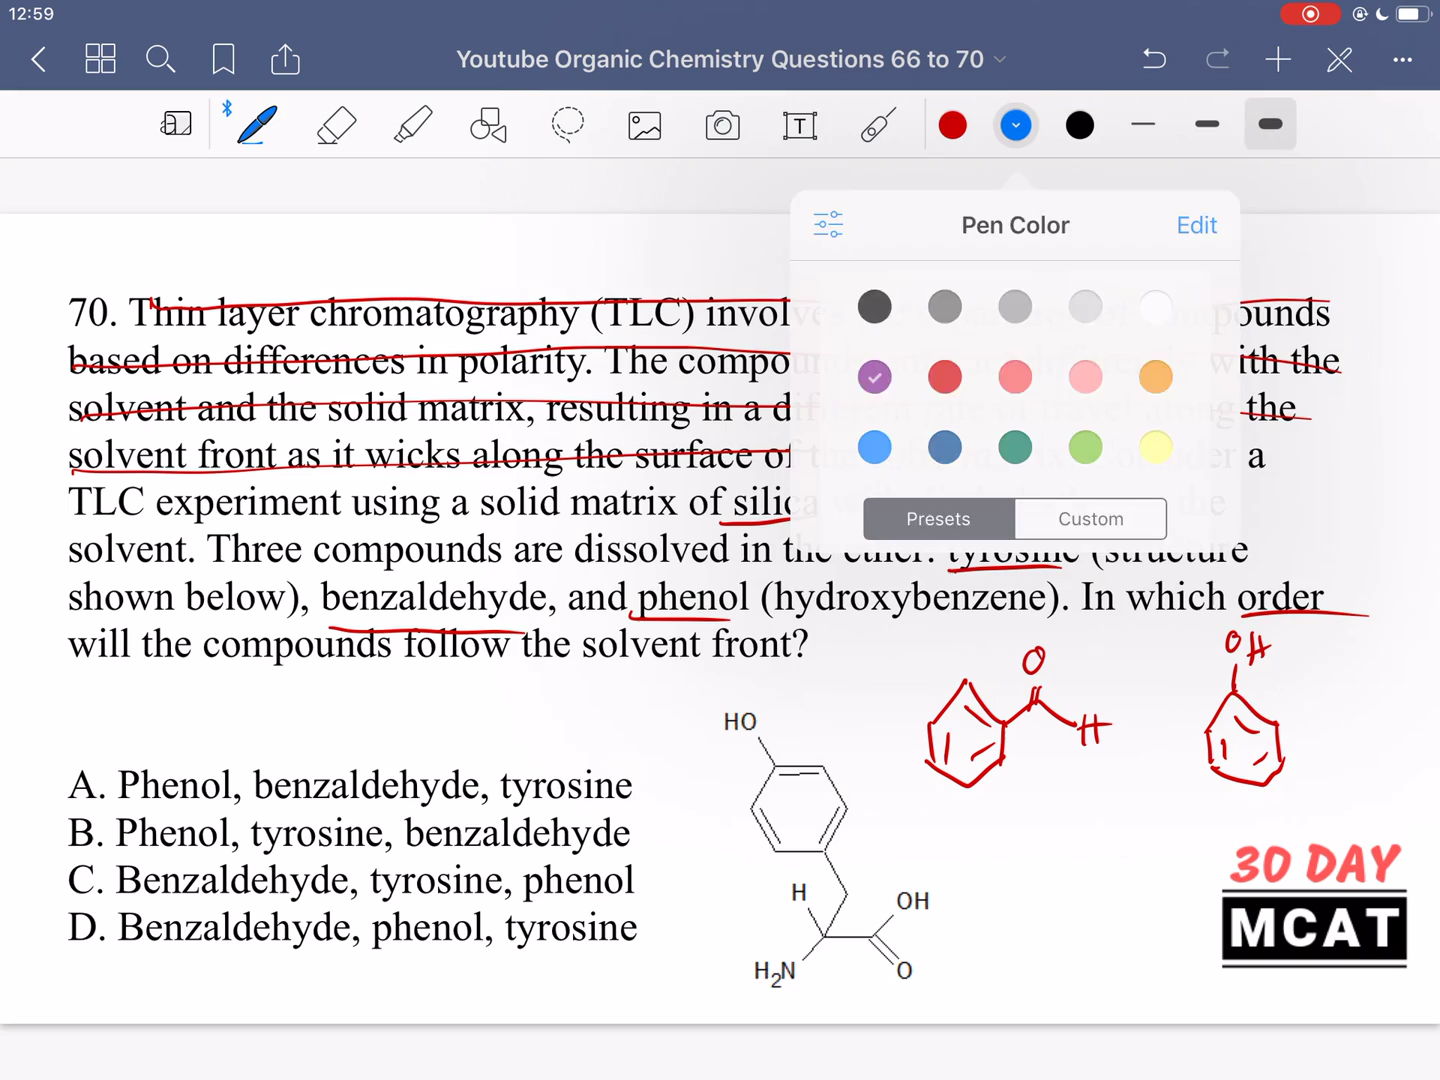 12:59
Youtube Organic Chemistry Questions 66 to 70
T
Pen Color
Edit
Presets
Custom
70. Thin layer chromatography (TLC) ounds
based on differences in polarity. The with the
solvent and the solid matrix, resulting in a the
solvent front as it wicks along the surface of a
TLC experiment using a solid matrix of the
solvent. Three compounds are dissolved in the ether: tyrosine (structure
shown below), benzaldehyde, and phenol (hydroxybenzene). In which order
will the compounds follow the solvent front?
O
OH
H
HO
A. Phenol, benzaldehyde, tyrosine
B. Phenol, tyrosine, benzaldehyde
C. Benzaldehyde, tyrosine, phenol
D. Benzaldehyde, phenol, tyrosine
H
OH
H2N
O
30 DAY
MCAT